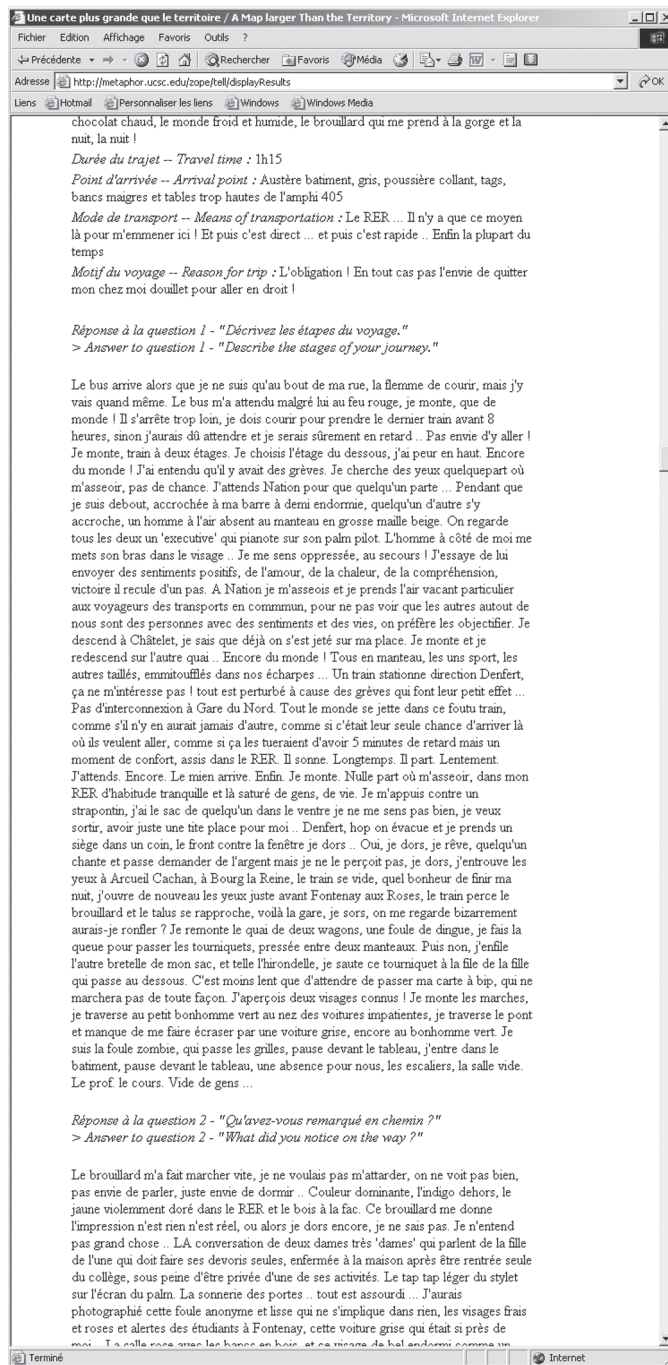 Une carte plus grande que le territoire / A Map larger Than the Territory - Microsoft Internet Explorer
Fichier Edition Affichage Favoris Outils ?
Précédente Rechercher Favoris Média
Adresse http://metaphor.ucsc.edu/zope/tell/displayResults OK
Liens Hotmail Personnaliser les liens Windows Windows Media
chocolat chaud, le monde froid et humide, le brouillard qui me prend à la gorge et la
nuit, la nuit !
Durée du trajet -- Travel time : 1h15
Point d'arrivée -- Arrival point : Austère batiment, gris, poussière collant, tags,
bancs maigres et tables trop hautes de l'amphi 405
Mode de transport -- Means of transportation : Le RER ... Il n'y a que ce moyen
là pour m'emmener ici ! Et puis c'est direct ... et puis c'est rapide .. Enfin la plupart du
temps
Motif du voyage -- Reason for trip : L'obligation ! En tout cas pas l'envie de quitter
mon chez moi douillet pour aller en droit !
Réponse à la question 1 - "Décrivez les étapes du voyage."
> Answer to question 1 - "Describe the stages of your journey."
Le bus arrive alors que je ne suis qu'au bout de ma rue, la flemme de courir, mais j'y
vais quand même. Le bus m'a attendu malgré lui au feu rouge, je monte, que de
monde ! Il s'arrête trop loin, je dois courir pour prendre le dernier train avant 8
heures, sinon j'aurais dû attendre et je serais sûrement en retard .. Pas envie d'y aller !
Je monte, train à deux étages. Je choisis l'étage du dessous, j'ai peur en haut. Encore
du monde ! J'ai entendu qu'il y avait des grèves. Je cherche des yeux quelquepart où
m'asseoir, pas de chance. J'attends Nation pour que quelqu'un parte ... Pendant que
je suis debout, accrochée à ma barre à demi endormie, quelqu'un d'autre s'y
accroche, un homme à l'air absent au manteau en grosse maille beige. On regarde
tous les deux un 'executive' qui pianote sur son palm pilot. L'homme à côté de moi me
mets son bras dans le visage .. Je me sens oppressée, au secours ! J'essaye de lui
envoyer des sentiments positifs, de l'amour, de la chaleur, de la compréhension,
victoire il recule d'un pas. A Nation je m'asseois et je prends l'air vacant particulier
aux voyageurs des transports en commmun, pour ne pas voir que les autres autout de
nous sont des personnes avec des sentiments et des vies, on préfère les objectifier. Je
descend à Châtelet, je sais que déjà on s'est jeté sur ma place. Je monte et je
redescend sur l'autre quai .. Encore du monde ! Tous en manteau, les uns sport, les
autres taillés, emmitoufflés dans nos écharpes ... Un train stationne direction Denfert,
ça ne m'intéresse pas ! tout est perturbé à cause des grèves qui font leur petit effet ...
Pas d'interconnexion à Gare du Nord. Tout le monde se jette dans ce foutu train,
comme s'il n'y en aurait jamais d'autre, comme si c'était leur seule chance d'arriver là
où ils veulent aller, comme si ça les tueraient d'avoir 5 minutes de retard mais un
moment de confort, assis dans le RER. Il sonne. Longtemps. Il part. Lentement.
J'attends. Encore. Le mien arrive. Enfin. Je monte. Nulle part où m'asseoir, dans mon
RER d'habitude tranquille et là saturé de gens, de vie. Je m'appuis contre un
strapontin, j'ai le sac de quelqu'un dans le ventre je ne me sens pas bien, je veux
sortir, avoir juste une tite place pour moi .. Denfert, hop on évacue et je prends un
siège dans un coin, le front contre la fenêtre je dors .. Oui, je dors, je rêve, quelqu'un
chante et passe demander de l'argent mais je ne le perçoit pas, je dors, j'entrouve les
yeux à Arcueil Cachan, à Bourg la Reine, le train se vide, quel bonheur de finir ma
nuit, j'ouvre de nouveau les yeux juste avant Fontenay aux Roses, le train perce le
brouillard et le talus se rapproche, voilà la gare, je sors, on me regarde bizarrement
aurais-je ronfler ? Je remonte le quai de deux wagons, une foule de dingue, je fais la
queue pour passer les tourniquets, pressée entre deux manteaux. Puis non, j'enfile
l'autre bretelle de mon sac, et telle l'hirondelle, je saute ce tourniquet à la file de la fille
qui passe au dessous. C'est moins lent que d'attendre de passer ma carte à bip, qui ne
marchera pas de toute façon. J'aperçois deux visages connus ! Je monte les marches,
je traverse au petit bonhomme vert au nez des voitures impatientes, je traverse le pont
et manque de me faire écraser par une voiture grise, encore au bonhomme vert. Je
suis la foule zombie, qui passe les grilles, pause devant le tableau, j'entre dans le
batiment, pause devant le tableau, une absence pour nous, les escaliers, la salle vide.
Le prof. le cours. Vide de gens ...
Réponse à la question 2 - "Qu'avez-vous remarqué en chemin ?"
> Answer to question 2 - "What did you notice on the way ?"
Le brouillard m'a fait marcher vite, je ne voulais pas m'attarder, on ne voit pas bien,
pas envie de parler, juste envie de dormir .. Couleur dominante, l'indigo dehors, le
jaune violemment doré dans le RER et le bois à la fac. Ce brouillard me donne
l'impression n'est rien n'est réel, ou alors je dors encore, je ne sais pas. Je n'entend
pas grand chose .. LA conversation de deux dames très 'dames' qui parlent de la fille
de l'une qui doit faire ses devoris seules, enfermée à la maison après être rentrée seule
du collège, sous peine d'être privée d'une de ses activités. Le tap tap léger du stylet
sur l'écran du palm. La sonnerie des portes .. tout est assourdi ... J'aurais
photographié cette foule anonyme et lisse qui ne s'implique dans rien, les visages frais
et roses et alertes des étudiants à Fontenay, cette voiture grise qui était si près de
moi .. La salle rose avec les bancs en bois, et ce visage de bel endormi comme un
Terminé Internet